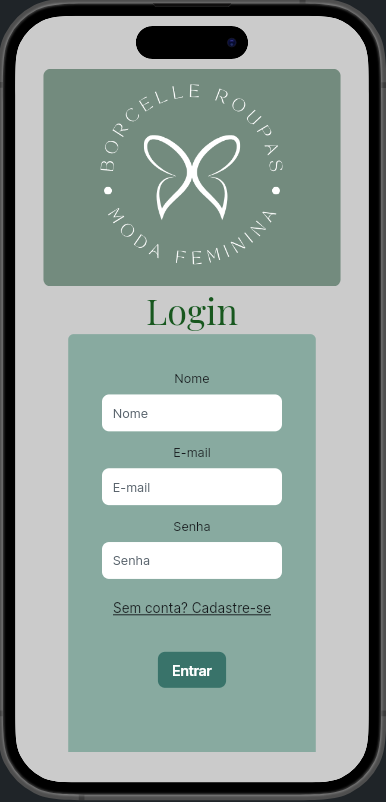 BORCELLE ROUPAS
MODA FEMININA
Login
Nome
Nome
E-mail
E-mail
Senha
Senha
Sem conta? Cadastre-se
Entrar